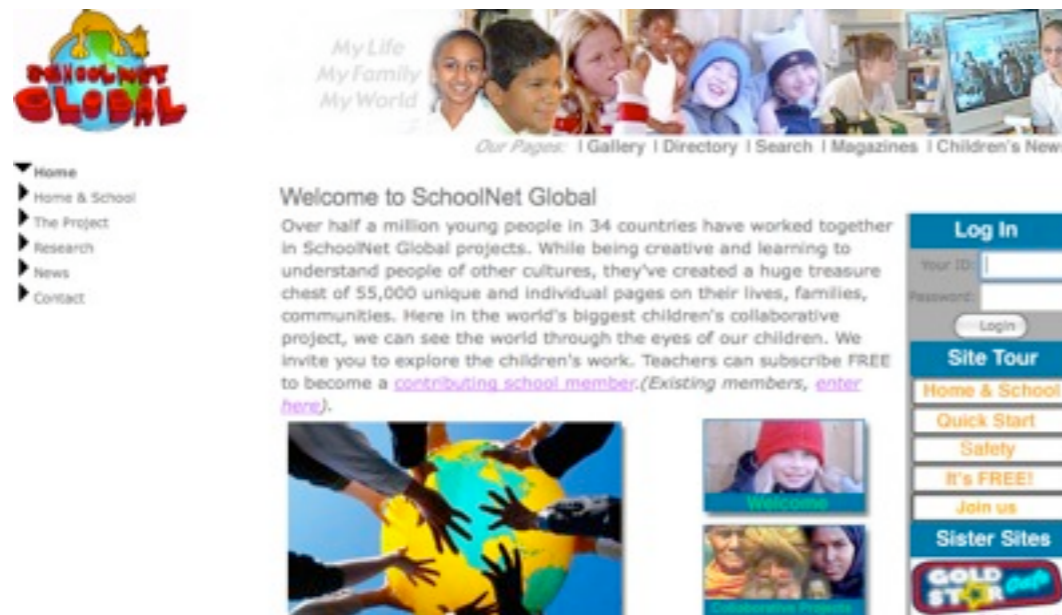 SCHOOLNET
GLOBAL
My Life
My Family
My World
Our Pages: | Gallery | Directory | Search | Magazines | Children's News
Home
Home & School
The Project
Research
News
Contact
Welcome to SchoolNet Global
Over half a million young people in 34 countries have worked together
in SchoolNet Global projects. While being creative and learning to
understand people of other cultures, they've created a huge treasure
chest of 55,000 unique and individual pages on their lives, families,
communities. Here in the world's biggest children's collaborative
project, we can see the world through the eyes of our children. We
invite you to explore the children's work. Teachers can subscribe FREE
to become a contributing school member.(Existing members, enter
here).
Welcome
Collaborative Projects
Log In
Your ID:
Password:
Login
Site Tour
Home & School
Quick Start
Safety
It's FREE!
Join us
Sister Sites
GOLD
STAR Cafe